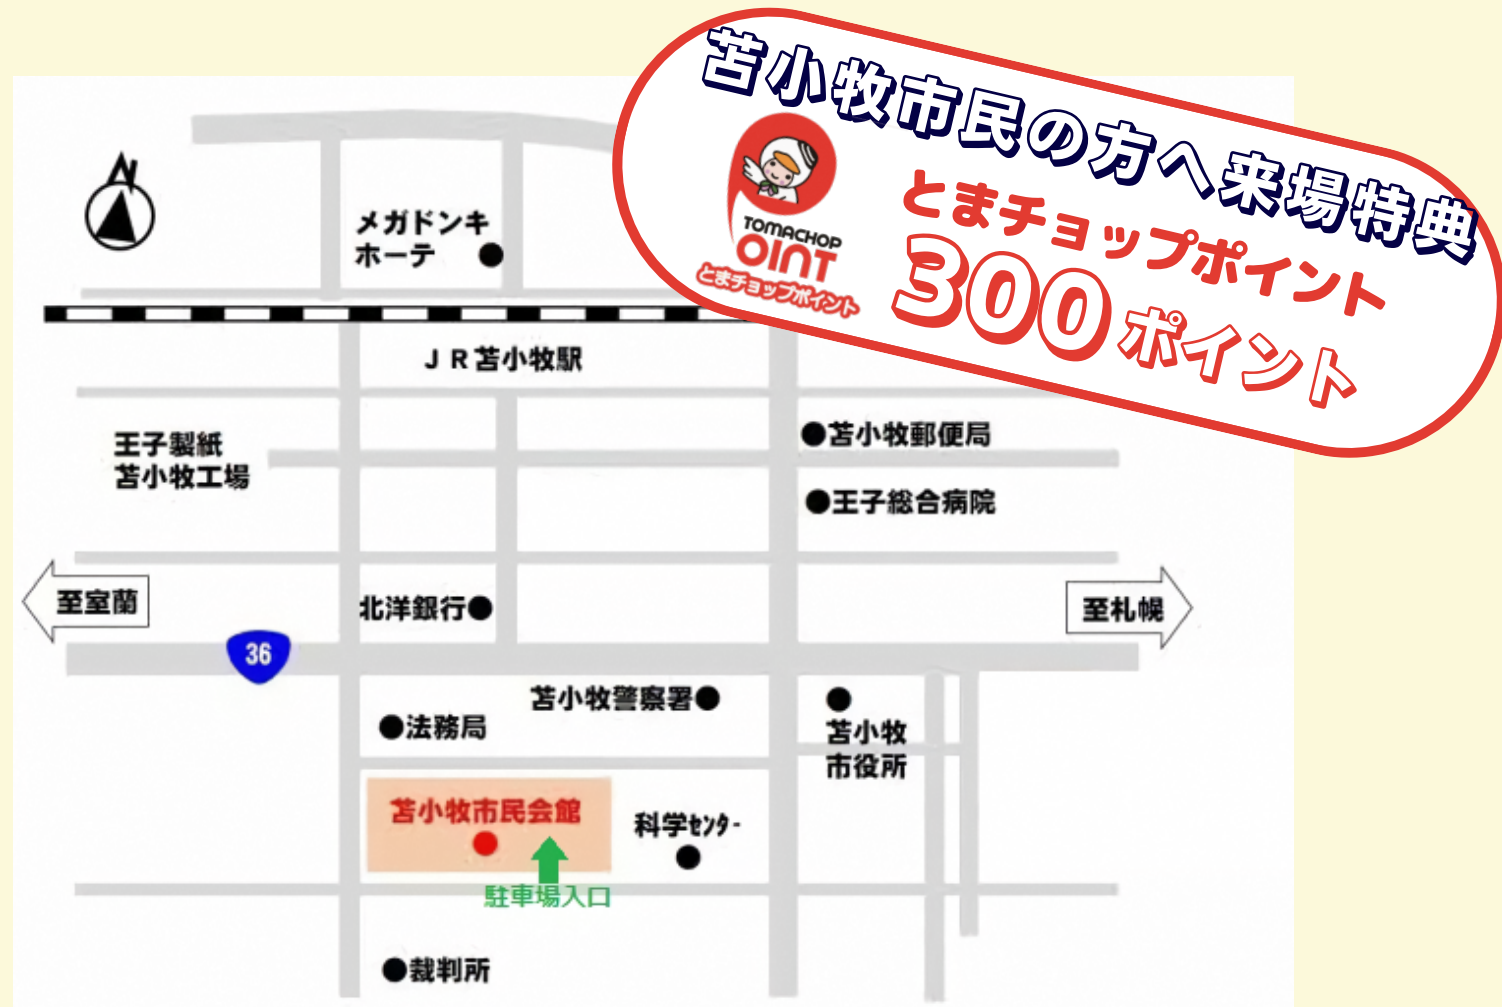 苫小牧市民の方へ来場特典
とまチョップポイント
300ポイント
TOMACHOP
OINT
とまチョップポイント
N
メガドンキ
ホーテ
ＪＲ苫小牧駅
王子製紙
苫小牧工場
苫小牧郵便局
王子総合病院
至室蘭
北洋銀行
至札幌
36
苫小牧警察署
法務局
苫小牧
市役所
苫小牧市民会館
科学ｾﾝﾀｰ
駐車場入口
裁判所